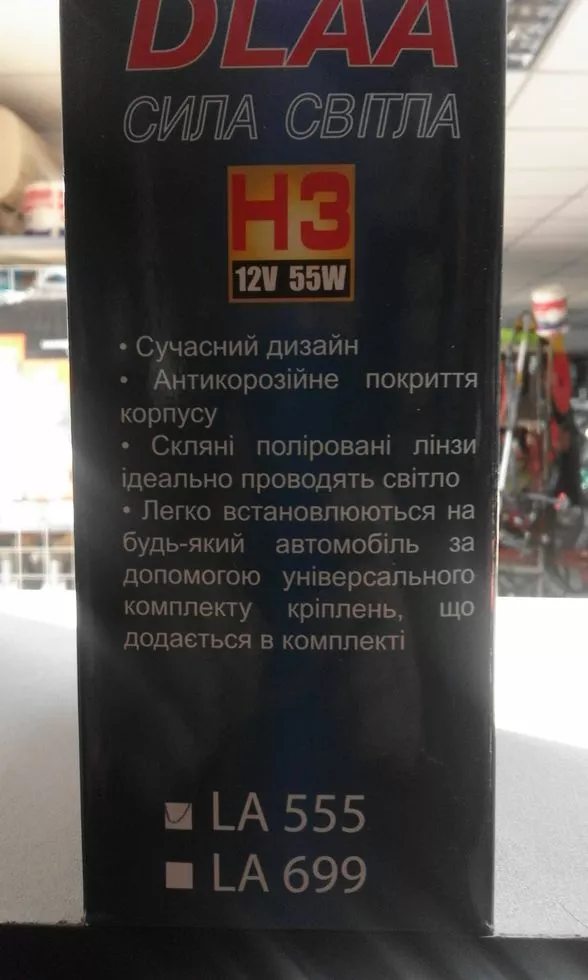 DLAA
СИЛА СВІТЛА
H3
12V 55W
• Сучасний дизайн
• Антикорозійне покриття
корпусу
• Скляні поліровані лінзи
ідеально проводять світло
• Легко встановлюються на
будь-який автомобіль за
допомогою універсального
комплекту кріплень, що
додається в комплекті
LA 555
LA 699